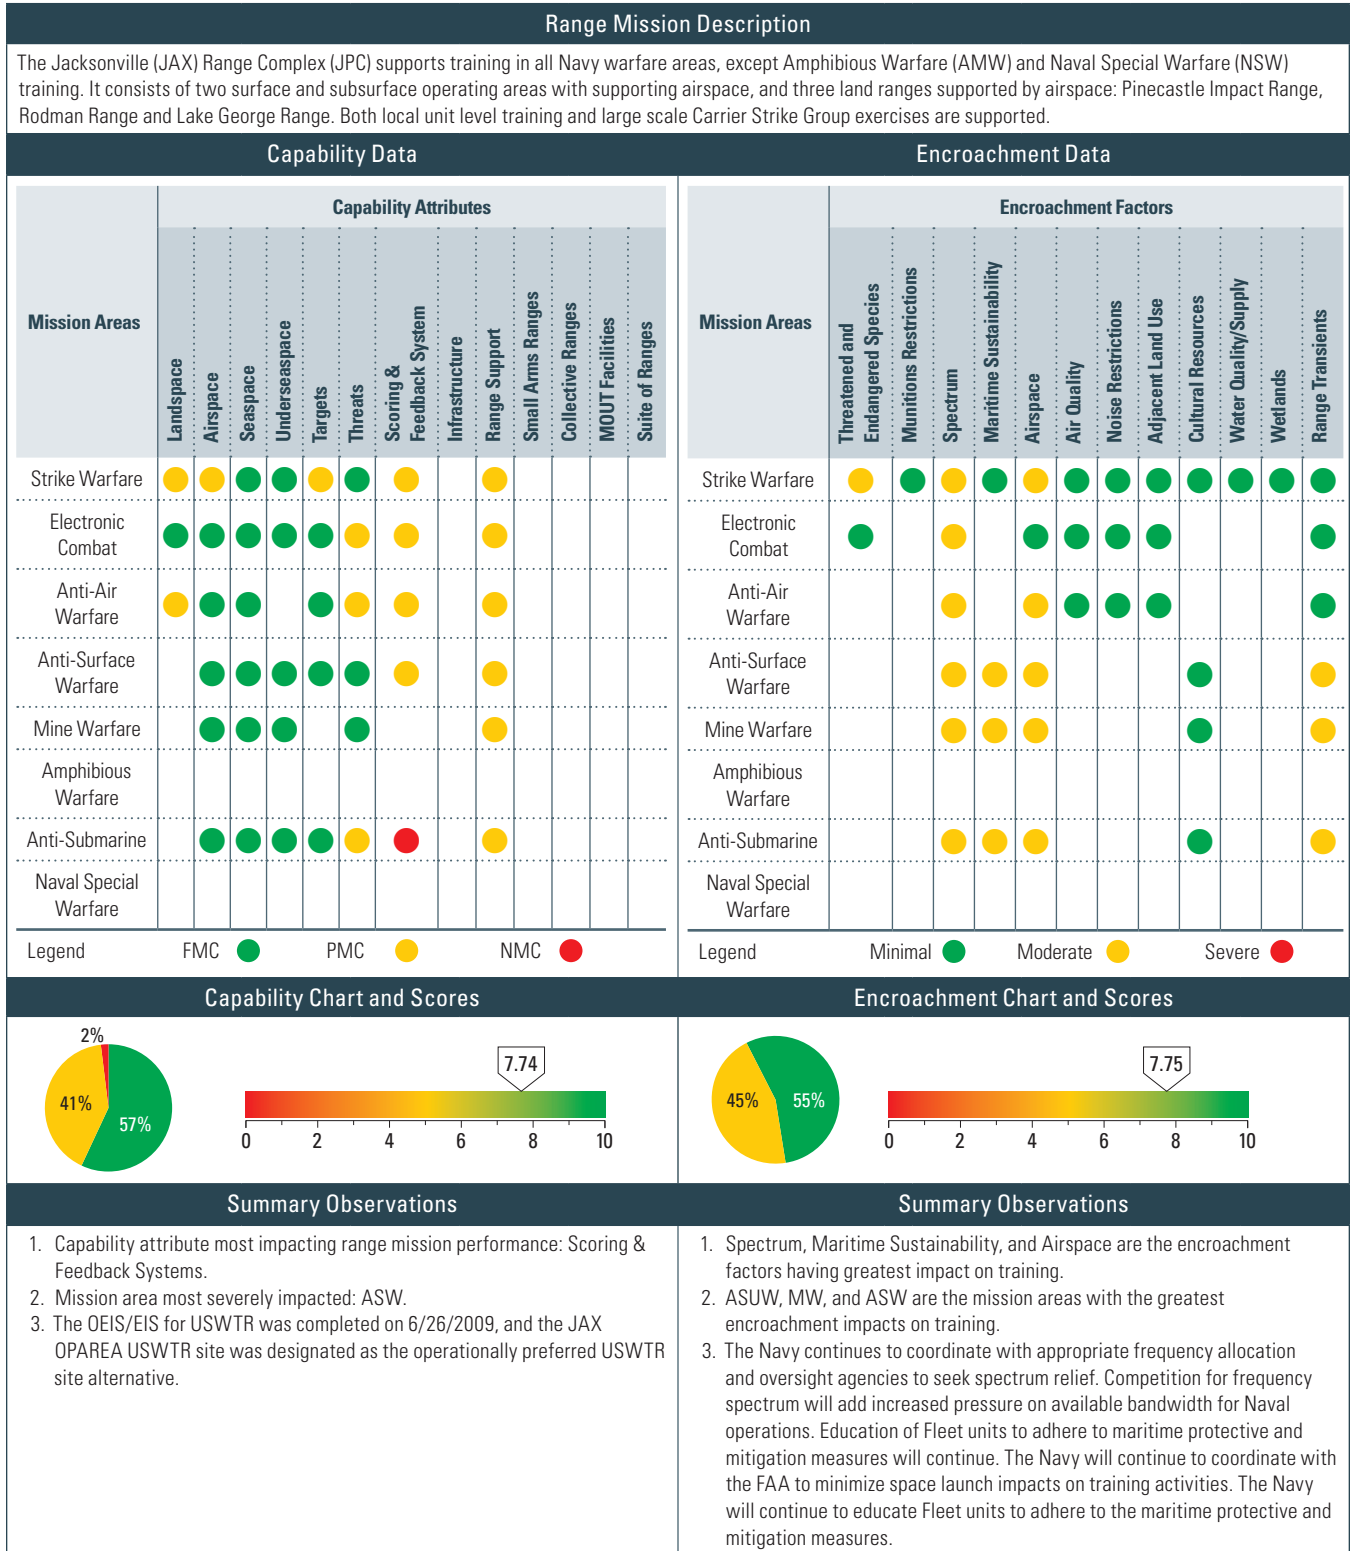 Range Mission Description
The Jacksonville (JAX) Range Complex (JPC) supports training in all Navy warfare areas, except Amphibious Warfare (AMW) and Naval Special Warfare (NSW)
training. It consists of two surface and subsurface operating areas with supporting airspace, and three land ranges supported by airspace: Pinecastle Impact Range,
Rodman Range and Lake George Range. Both local unit level training and large scale Carrier Strike Group exercises are supported.
Capability Data
Capability Attributes
Mission Areas
Landspace
Airspace
Seaspace
Underseaspace
Targets
Threats
Scoring &
Feedback System
Infrastructure
Range Support
Small Arms Ranges
Collective Ranges
MOUT Facilities
Suite of Ranges
Strike Warfare
Electronic
Combat
Anti-Air
Warfare
Anti-Surface
Warfare
Mine Warfare
Amphibious
Warfare
Anti-Submarine
Naval Special
Warfare
Legend
FMC
PMC
NMC
Encroachment Data
Encroachment Factors
Mission Areas
Threatened and
Endangered Species
Munitions Restrictions
Spectrum
Maritime Sustainability
Airspace
Air Quality
Noise Restrictions
Adjacent Land Use
Cultural Resources
Water Quality/Supply
Wetlands
Range Transients
Strike Warfare
Electronic
Combat
Anti-Air
Warfare
Anti-Surface
Warfare
Mine Warfare
Amphibious
Warfare
Anti-Submarine
Naval Special
Warfare
Legend
Minimal
Moderate
Severe
Capability Chart and Scores
2%
41%
57%
7.74
0 2 4 6 8 10
Encroachment Chart and Scores
45%
55%
7.75
0 2 4 6 8 10
Summary Observations
1. Capability attribute most impacting range mission performance: Scoring &
Feedback Systems.
2. Mission area most severely impacted: ASW.
3. The OEIS/EIS for USWTR was completed on 6/26/2009, and the JAX
OPAREA USWTR site was designated as the operationally preferred USWTR
site alternative.
Summary Observations
1. Spectrum, Maritime Sustainability, and Airspace are the encroachment
factors having greatest impact on training.
2. ASUW, MW, and ASW are the mission areas with the greatest
encroachment impacts on training.
3. The Navy continues to coordinate with appropriate frequency allocation
and oversight agencies to seek spectrum relief. Competition for frequency
spectrum will add increased pressure on available bandwidth for Naval
operations. Education of Fleet units to adhere to maritime protective and
mitigation measures will continue. The Navy will continue to coordinate with
the FAA to minimize space launch impacts on training activities. The Navy
will continue to educate Fleet units to adhere to the maritime protective and
mitigation measures.